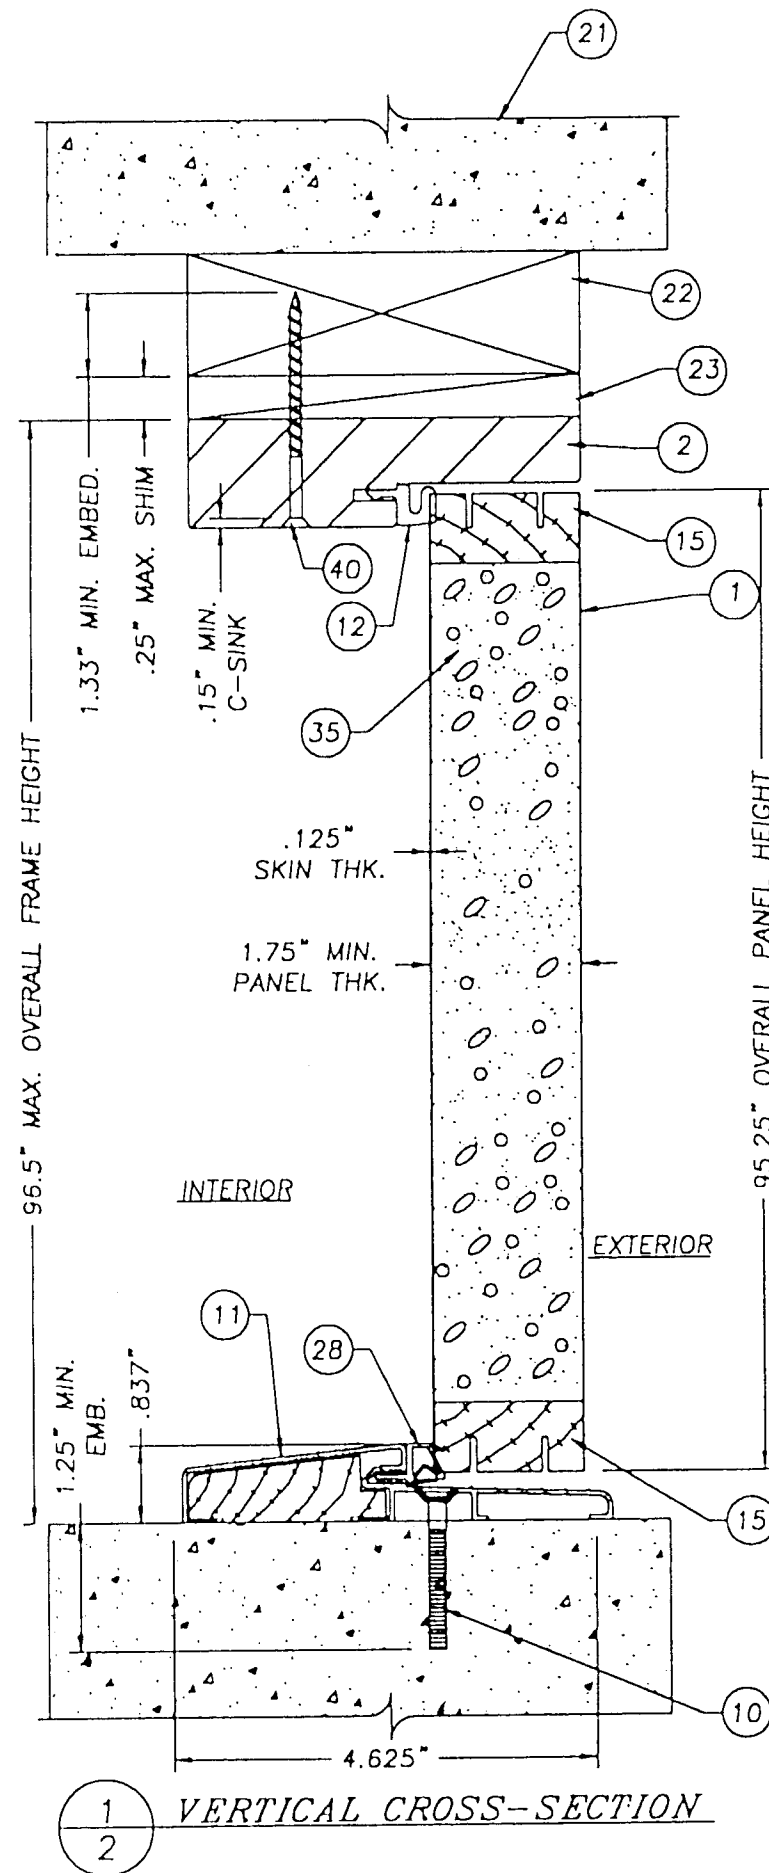 21
22
23
2
15
1
40
12
35
1.33" MIN. EMBED.
.25" MAX. SHIM
.15" MIN.
C-SINK
96.5" MAX. OVERALL FRAME HEIGHT
.125"
SKIN THK.
1.75" MIN.
PANEL THK.
95.25" OVERALL PANEL HEIGHT
INTERIOR
EXTERIOR
11
28
1.25" MIN.
EMB.
.837"
15
10
4.625"
1
2
VERTICAL CROSS-SECTION